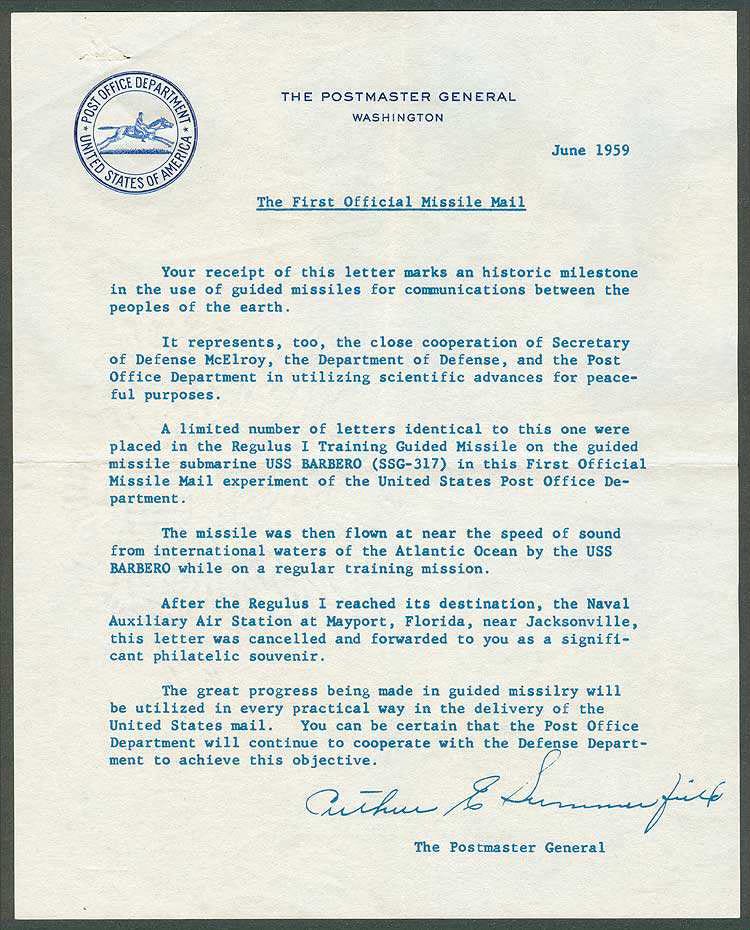 POST OFFICE DEPARTMENT
UNITED STATES OF AMERICA
THE POSTMASTER GENERAL
WASHINGTON
June 1959
The First Official Missile Mail
Your receipt of this letter marks an historic milestone
in the use of guided missiles for communications between the
peoples of the earth.
It represents, too, the close cooperation of Secretary
of Defense McElroy, the Department of Defense, and the Post
Office Department in utilizing scientific advances for peace-
ful purposes.
A limited number of letters identical to this one were
placed in the Regulus I Training Guided Missile on the guided
missile submarine USS BARBERO (SSG-317) in this First Official
Missile Mail experiment of the United States Post Office De-
partment.
The missile was then flown at near the speed of sound
from international waters of the Atlantic Ocean by the USS
BARBERO while on a regular training mission.
After the Regulus I reached its destination, the Naval
Auxiliary Air Station at Mayport, Florida, near Jacksonville,
this letter was cancelled and forwarded to you as a signifi-
cant philatelic souvenir.
The great progress being made in guided missilry will
be utilized in every practical way in the delivery of the
United States mail. You can be certain that the Post Office
Department will continue to cooperate with the Defense Depart-
ment to achieve this objective.
Arthur E Summerfield
The Postmaster General